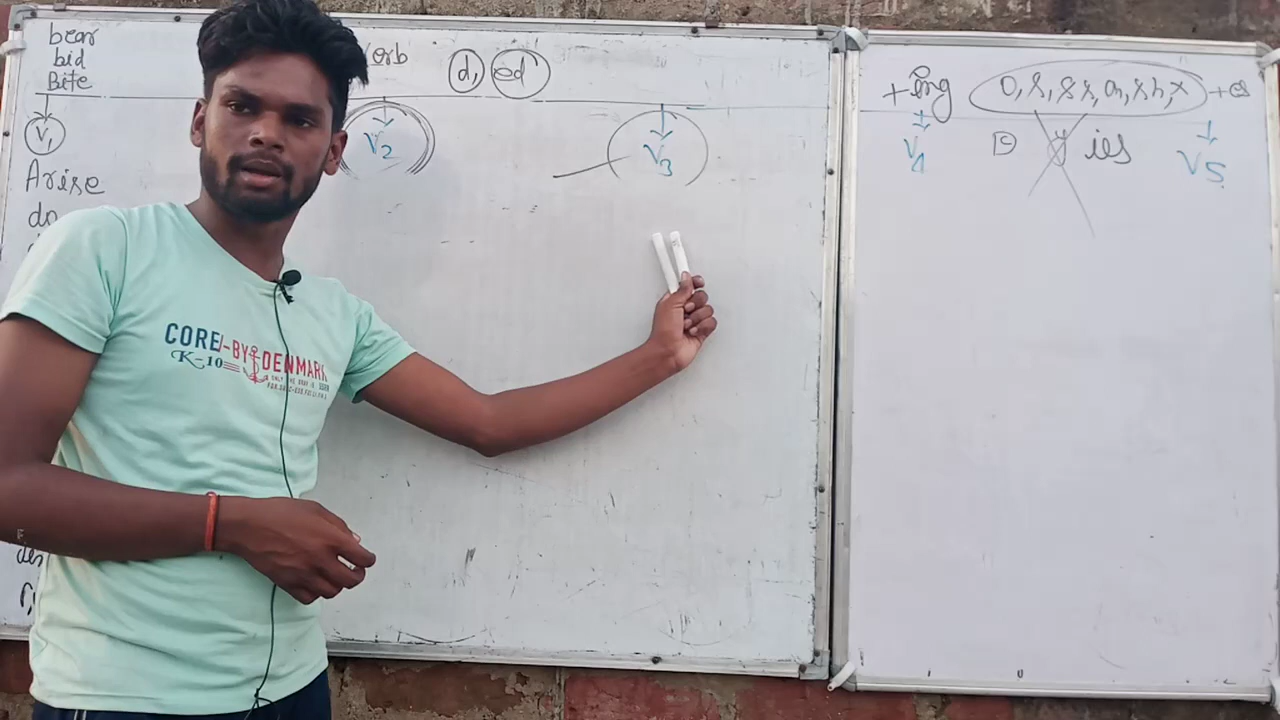 bear
bid
Bite
d, ed
V1
V2
V3
Arise
do
+ing
o, s, ss, z, ch, sh, x
+es
V4
y ies
V5
CORE-BY DENMARK
K-10